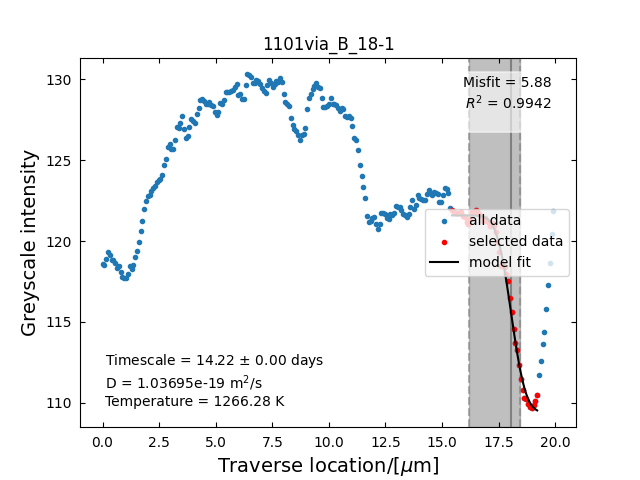 1101via_B_18-1
Misfit = 5.88
R² = 0.9942
130
125
120
115
110
Greyscale intensity
all data
selected data
model fit
Timescale = 14.22 ± 0.00 days
D = 1.03695e-19 m²/s
Temperature = 1266.28 K
0.0 2.5 5.0 7.5 10.0 12.5 15.0 17.5 20.0
Traverse location/[μm]